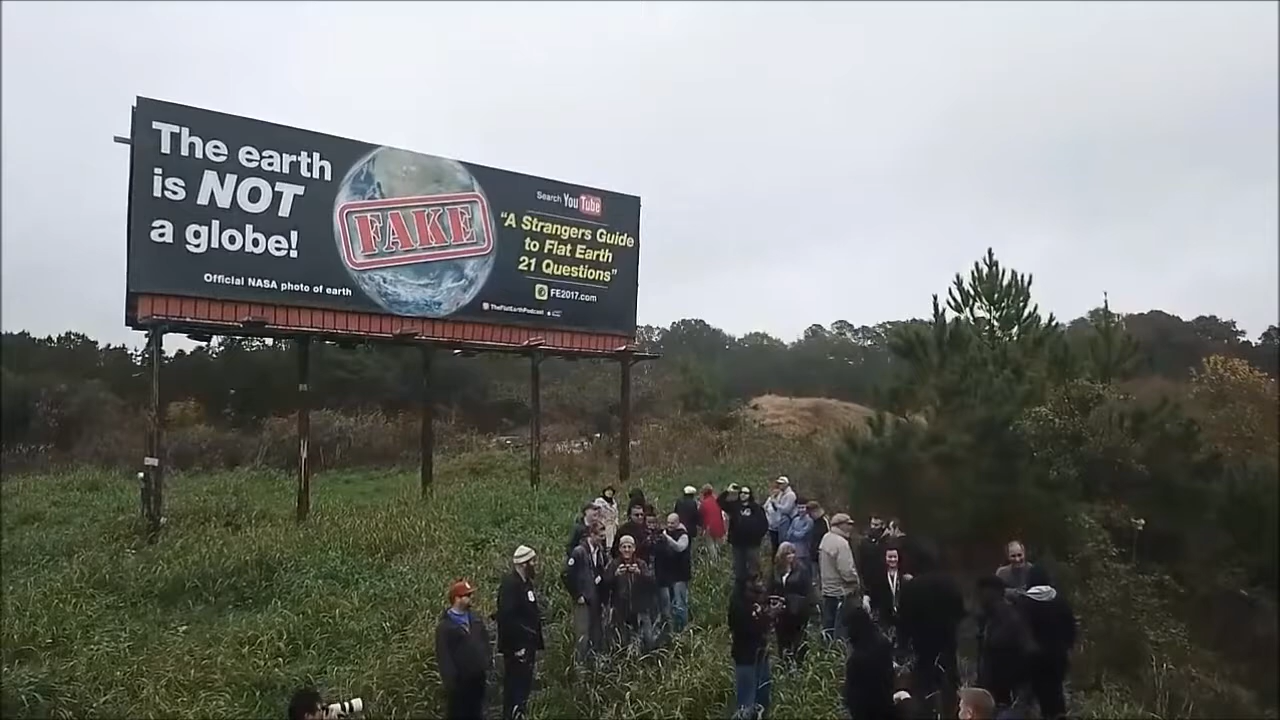 The earth
is NOT
a globe!
Official NASA photo of earth
FAKE
Search YouTube
"A Strangers Guide
to Flat Earth
21 Questions"
FE2017.com
TheFlatEarthPodcast